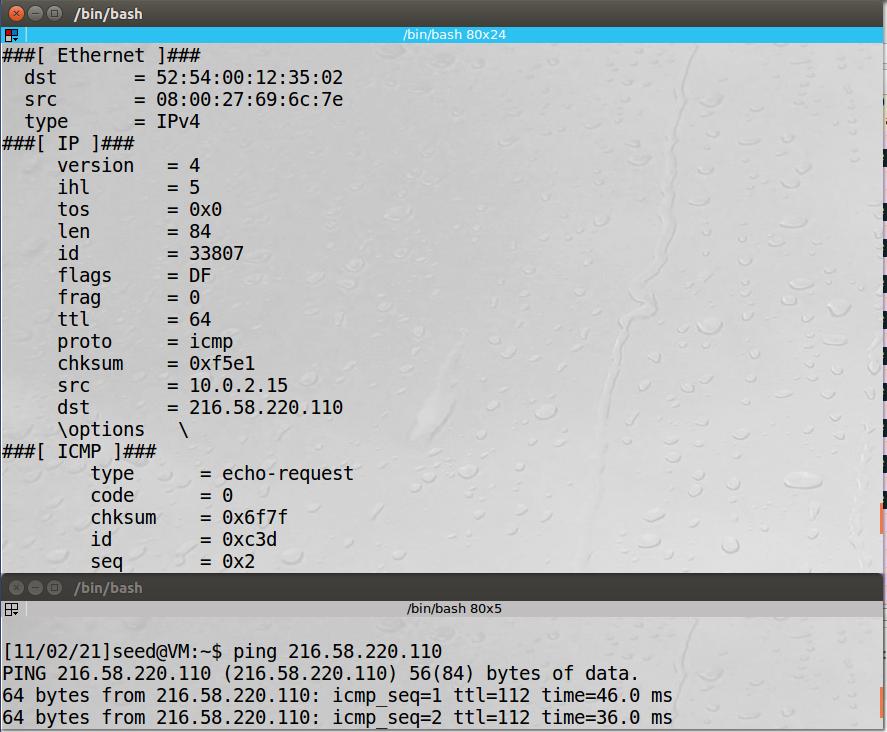 /bin/bash
/bin/bash 80x24
###[ Ethernet ]###
  dst       = 52:54:00:12:35:02
  src       = 08:00:27:69:6c:7e
  type      = IPv4
###[ IP ]###
     version   = 4
     ihl       = 5
     tos       = 0x0
     len       = 84
     id        = 33807
     flags     = DF
     frag      = 0
     ttl       = 64
     proto     = icmp
     chksum    = 0xf5e1
     src       = 10.0.2.15
     dst       = 216.58.220.110
     \options   \
###[ ICMP ]###
        type      = echo-request
        code      = 0
        chksum    = 0x6f7f
        id        = 0xc3d
        seq       = 0x2
/bin/bash
/bin/bash 80x5
[11/02/21]seed@VM:~$ ping 216.58.220.110
PING 216.58.220.110 (216.58.220.110) 56(84) bytes of data.
64 bytes from 216.58.220.110: icmp_seq=1 ttl=112 time=46.0 ms
64 bytes from 216.58.220.110: icmp_seq=2 ttl=112 time=36.0 ms